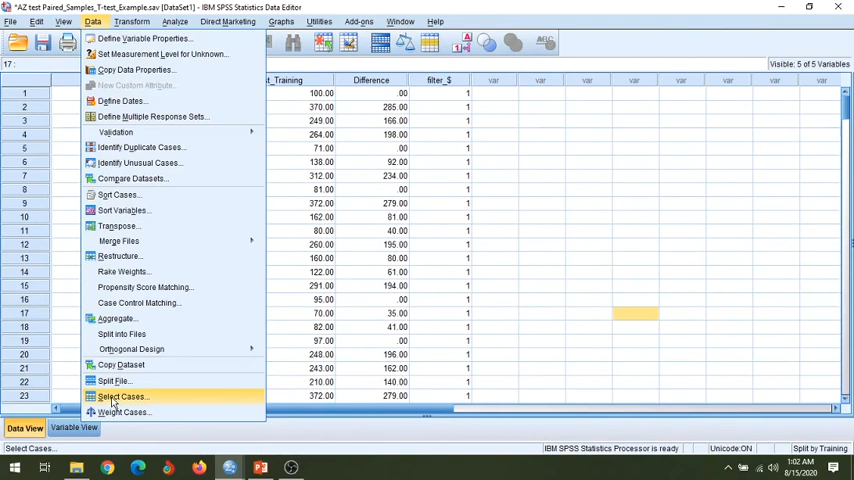 *AZ test Paired_Samples_T-test_Example.sav [DataSet1] - IBM SPSS Statistics Data Editor
File Edit View Data Transform Analyze Direct Marketing Graphs Utilities Add-ons Window Help
17 :
Visible: 5 of 5 Variables
t_Training Difference filter_$ var var var var var var var var
1 100.00 .00 1
2 370.00 285.00 1
3 249.00 166.00 1
4 264.00 198.00 1
5 71.00 .00 1
6 138.00 92.00 1
7 312.00 234.00 1
8 81.00 .00 1
9 372.00 279.00 1
10 162.00 81.00 1
11 80.00 40.00 1
12 260.00 195.00 1
13 160.00 80.00 1
14 122.00 61.00 1
15 291.00 194.00 1
16 95.00 .00 1
17 70.00 35.00 1
18 82.00 41.00 1
19 97.00 .00 1
20 248.00 196.00 1
21 243.00 162.00 1
22 210.00 140.00 1
23 372.00 279.00 1
Define Variable Properties...
Set Measurement Level for Unknown...
Copy Data Properties...
New Custom Attribute...
Define Dates...
Define Multiple Response Sets...
Validation
Identify Duplicate Cases...
Identify Unusual Cases...
Compare Datasets...
Sort Cases...
Sort Variables...
Transpose...
Merge Files
Restructure...
Rake Weights...
Propensity Score Matching...
Case Control Matching...
Aggregate...
Split into Files
Orthogonal Design
Copy Dataset
Split File...
Select Cases...
Weight Cases...
Data View Variable View
Select Cases...
IBM SPSS Statistics Processor is ready
Unicode:ON
Split by Training
1:02 AM
8/15/2020